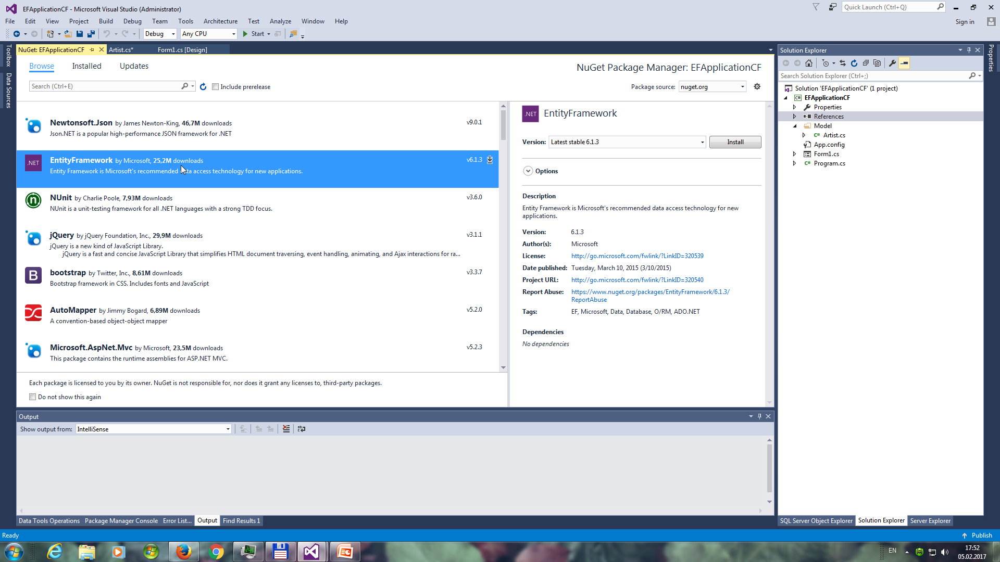 EFApplicationCF - Microsoft Visual Studio (Administrator)
Quick Launch (Ctrl+Q)
File Edit View Project Build Debug Team Tools Architecture Test Analyze Window Help
Sign in
Debug Any CPU Start
Toolbox
Data Sources
NuGet: EFApplicationCF Artist.cs* Form1.cs [Design]
Browse Installed Updates
NuGet Package Manager: EFApplicationCF
Search (Ctrl+E)
Include prerelease
Package source: nuget.org
Newtonsoft.Json by James Newton-King, 46,7M downloads
v9.0.1
Json.NET is a popular high-performance JSON framework for .NET
.NET
EntityFramework by Microsoft, 25,2M downloads
v6.1.3
Entity Framework is Microsoft's recommended data access technology for new applications.
n
NUnit by Charlie Poole, 7,93M downloads
v3.6.0
NUnit is a unit-testing framework for all .NET languages with a strong TDD focus.
jQuery by jQuery Foundation, Inc., 29,9M downloads
v3.1.1
jQuery is a new kind of JavaScript Library.
jQuery is a fast and concise JavaScript Library that simplifies HTML document traversing, event handling, animating, and Ajax interactions for ra...
B
bootstrap by Twitter, Inc., 8,61M downloads
v3.3.7
Bootstrap framework in CSS. Includes fonts and JavaScript
AutoMapper by Jimmy Bogard, 6,89M downloads
v5.2.0
A convention-based object-object mapper
Microsoft.AspNet.Mvc by Microsoft, 23,5M downloads
v5.2.3
This package contains the runtime assemblies for ASP.NET MVC.
Each package is licensed to you by its owner. NuGet is not responsible for, nor does it grant any licenses to, third-party packages.
Do not show this again
.NET
EntityFramework
Version: Latest stable 6.1.3 Install
Options
Description
Entity Framework is Microsoft's recommended data access technology for new
applications.
Version: 6.1.3
Author(s): Microsoft
License: http://go.microsoft.com/fwlink/?LinkID=320539
Date published: Tuesday, March 10, 2015 (3/10/2015)
Project URL: http://go.microsoft.com/fwlink/?LinkID=320540
Report Abuse: https://www.nuget.org/packages/EntityFramework/6.1.3/
ReportAbuse
Tags: EF, Microsoft, Data, Database, O/RM, ADO.NET
Dependencies
No dependencies
Solution Explorer
Properties
Search Solution Explorer (Ctrl+;)
Solution 'EFApplicationCF' (1 project)
C# EFApplicationCF
Properties
References
Model
C# Artist.cs
App.config
Form1.cs
C# Program.cs
Output
Show output from: IntelliSense
Data Tools Operations Package Manager Console Error List... Output Find Results 1
SQL Server Object Explorer Solution Explorer Server Explorer
Ready
Publish
EN
17:52
05.02.2017